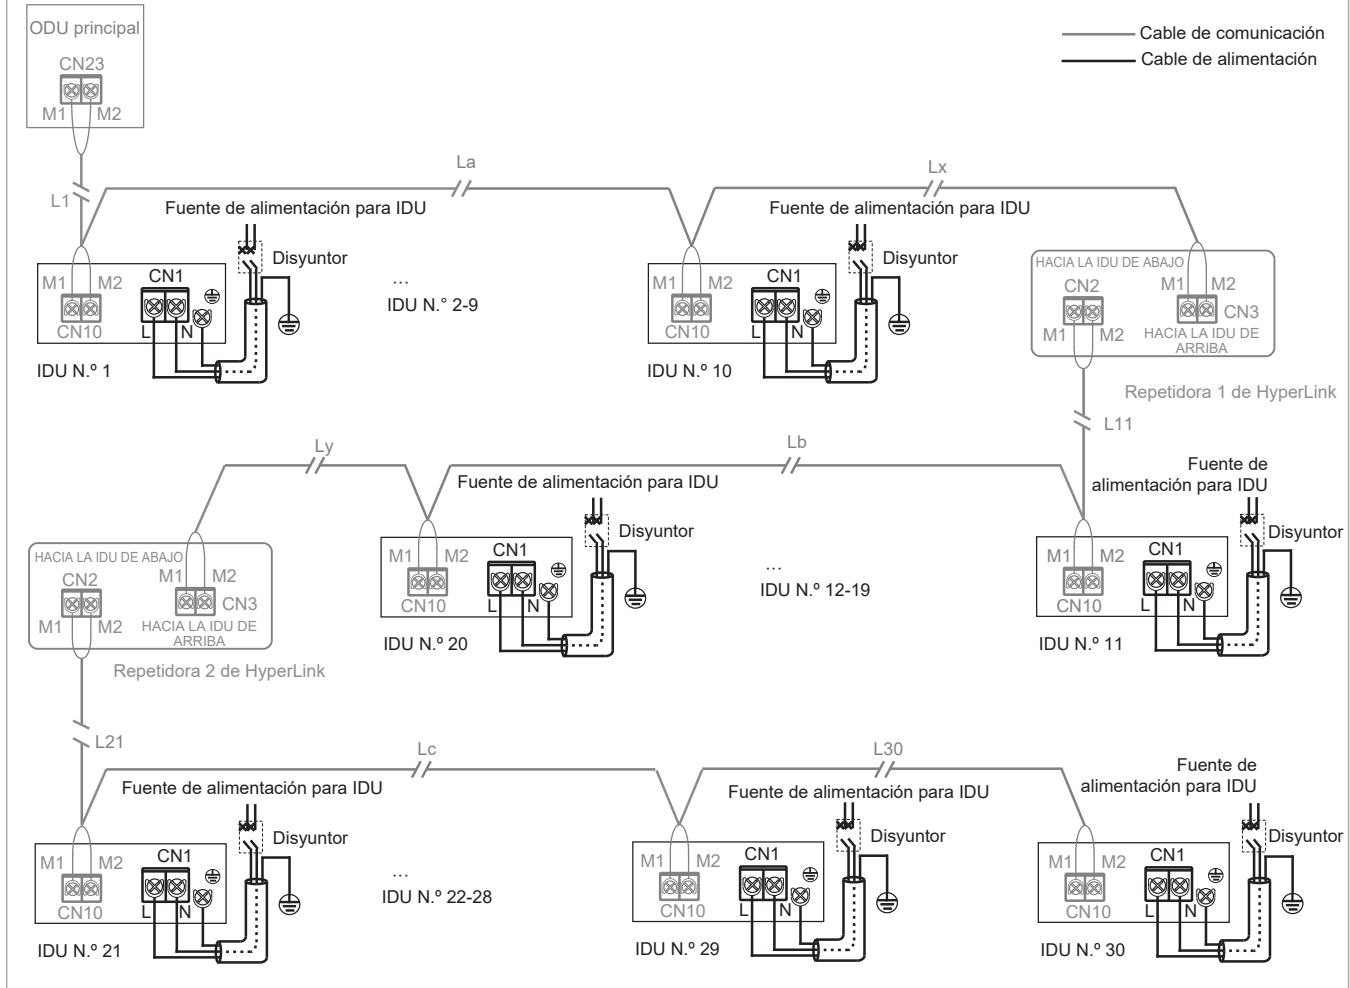 ODU principal
CN23
M1 M2
Cable de comunicación
Cable de alimentación
L1
La
Lx
Fuente de alimentación para IDU
Disyuntor
M1 M2
CN1
CN10
L N
IDU N.º 1
...
IDU N.° 2-9
Fuente de alimentación para IDU
Disyuntor
M1 M2
CN1
CN10
L N
IDU N.º 10
HACIA LA IDU DE ABAJO
CN2
M1 M2
M1 M2
CN3
HACIA LA IDU DE
ARRIBA
Repetidora 1 de HyperLink
L11
Ly
Lb
HACIA LA IDU DE ABAJO
CN2
M1 M2
M1 M2
CN3
HACIA LA IDU DE
ARRIBA
Repetidora 2 de HyperLink
Fuente de alimentación para IDU
Disyuntor
M1 M2
CN1
CN10
L N
IDU N.º 20
...
IDU N.º 12-19
Fuente de
alimentación para IDU
Disyuntor
M1 M2
CN1
CN10
L N
IDU N.º 11
L21
Lc
L30
Fuente de alimentación para IDU
Disyuntor
M1 M2
CN1
CN10
L N
IDU N.º 21
...
IDU N.º 22-28
Fuente de alimentación para IDU
Disyuntor
M1 M2
CN1
CN10
L N
IDU N.º 29
Fuente de
alimentación para IDU
Disyuntor
M1 M2
CN1
CN10
L N
IDU N.º 30